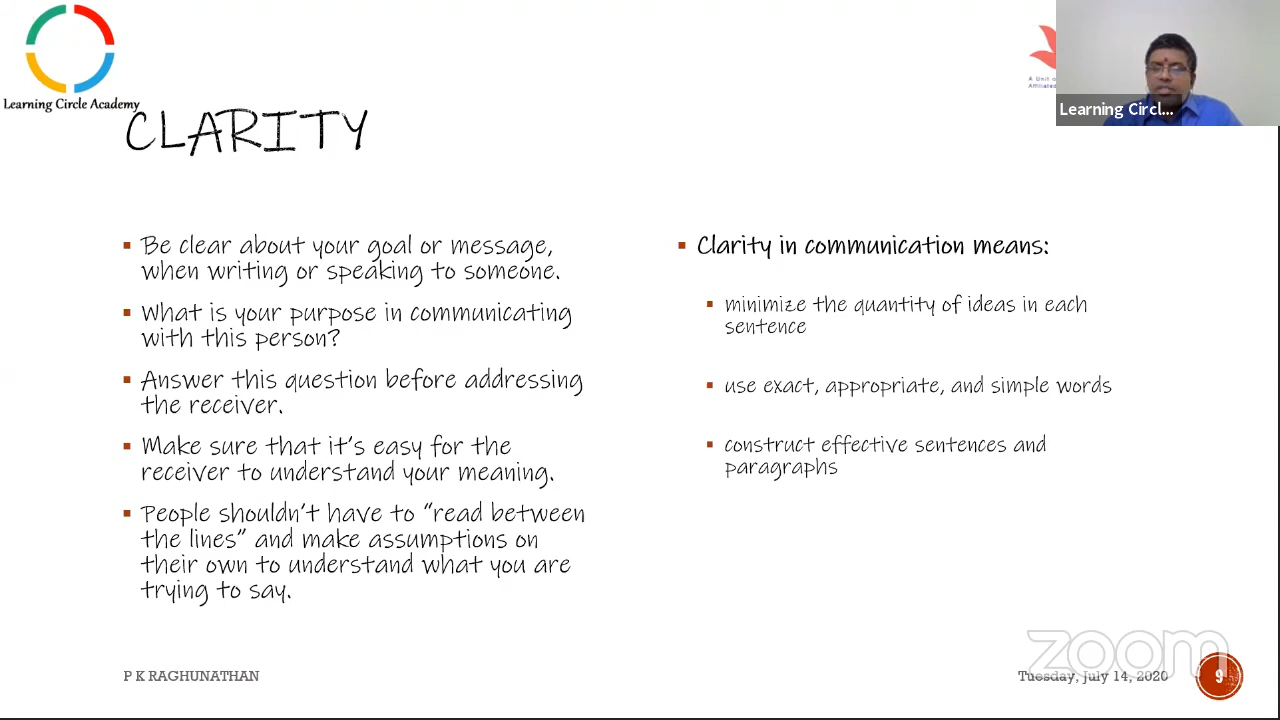 Learning Circle Academy
A Unit o
Affiliated
Learning Circl...
CLARITY
Be clear about your goal or message,
when writing or speaking to someone.
What is your purpose in communicating
with this person?
Answer this question before addressing
the receiver.
Make sure that it's easy for the
receiver to understand your meaning.
People shouldn't have to "read between
the lines" and make assumptions on
their own to understand what you are
trying to say.
Clarity in communication means:
minimize the quantity of ideas in each
sentence
use exact, appropriate, and simple words
construct effective sentences and
paragraphs
P K RAGHUNATHAN
zoom
Tuesday, July 14, 2020
9